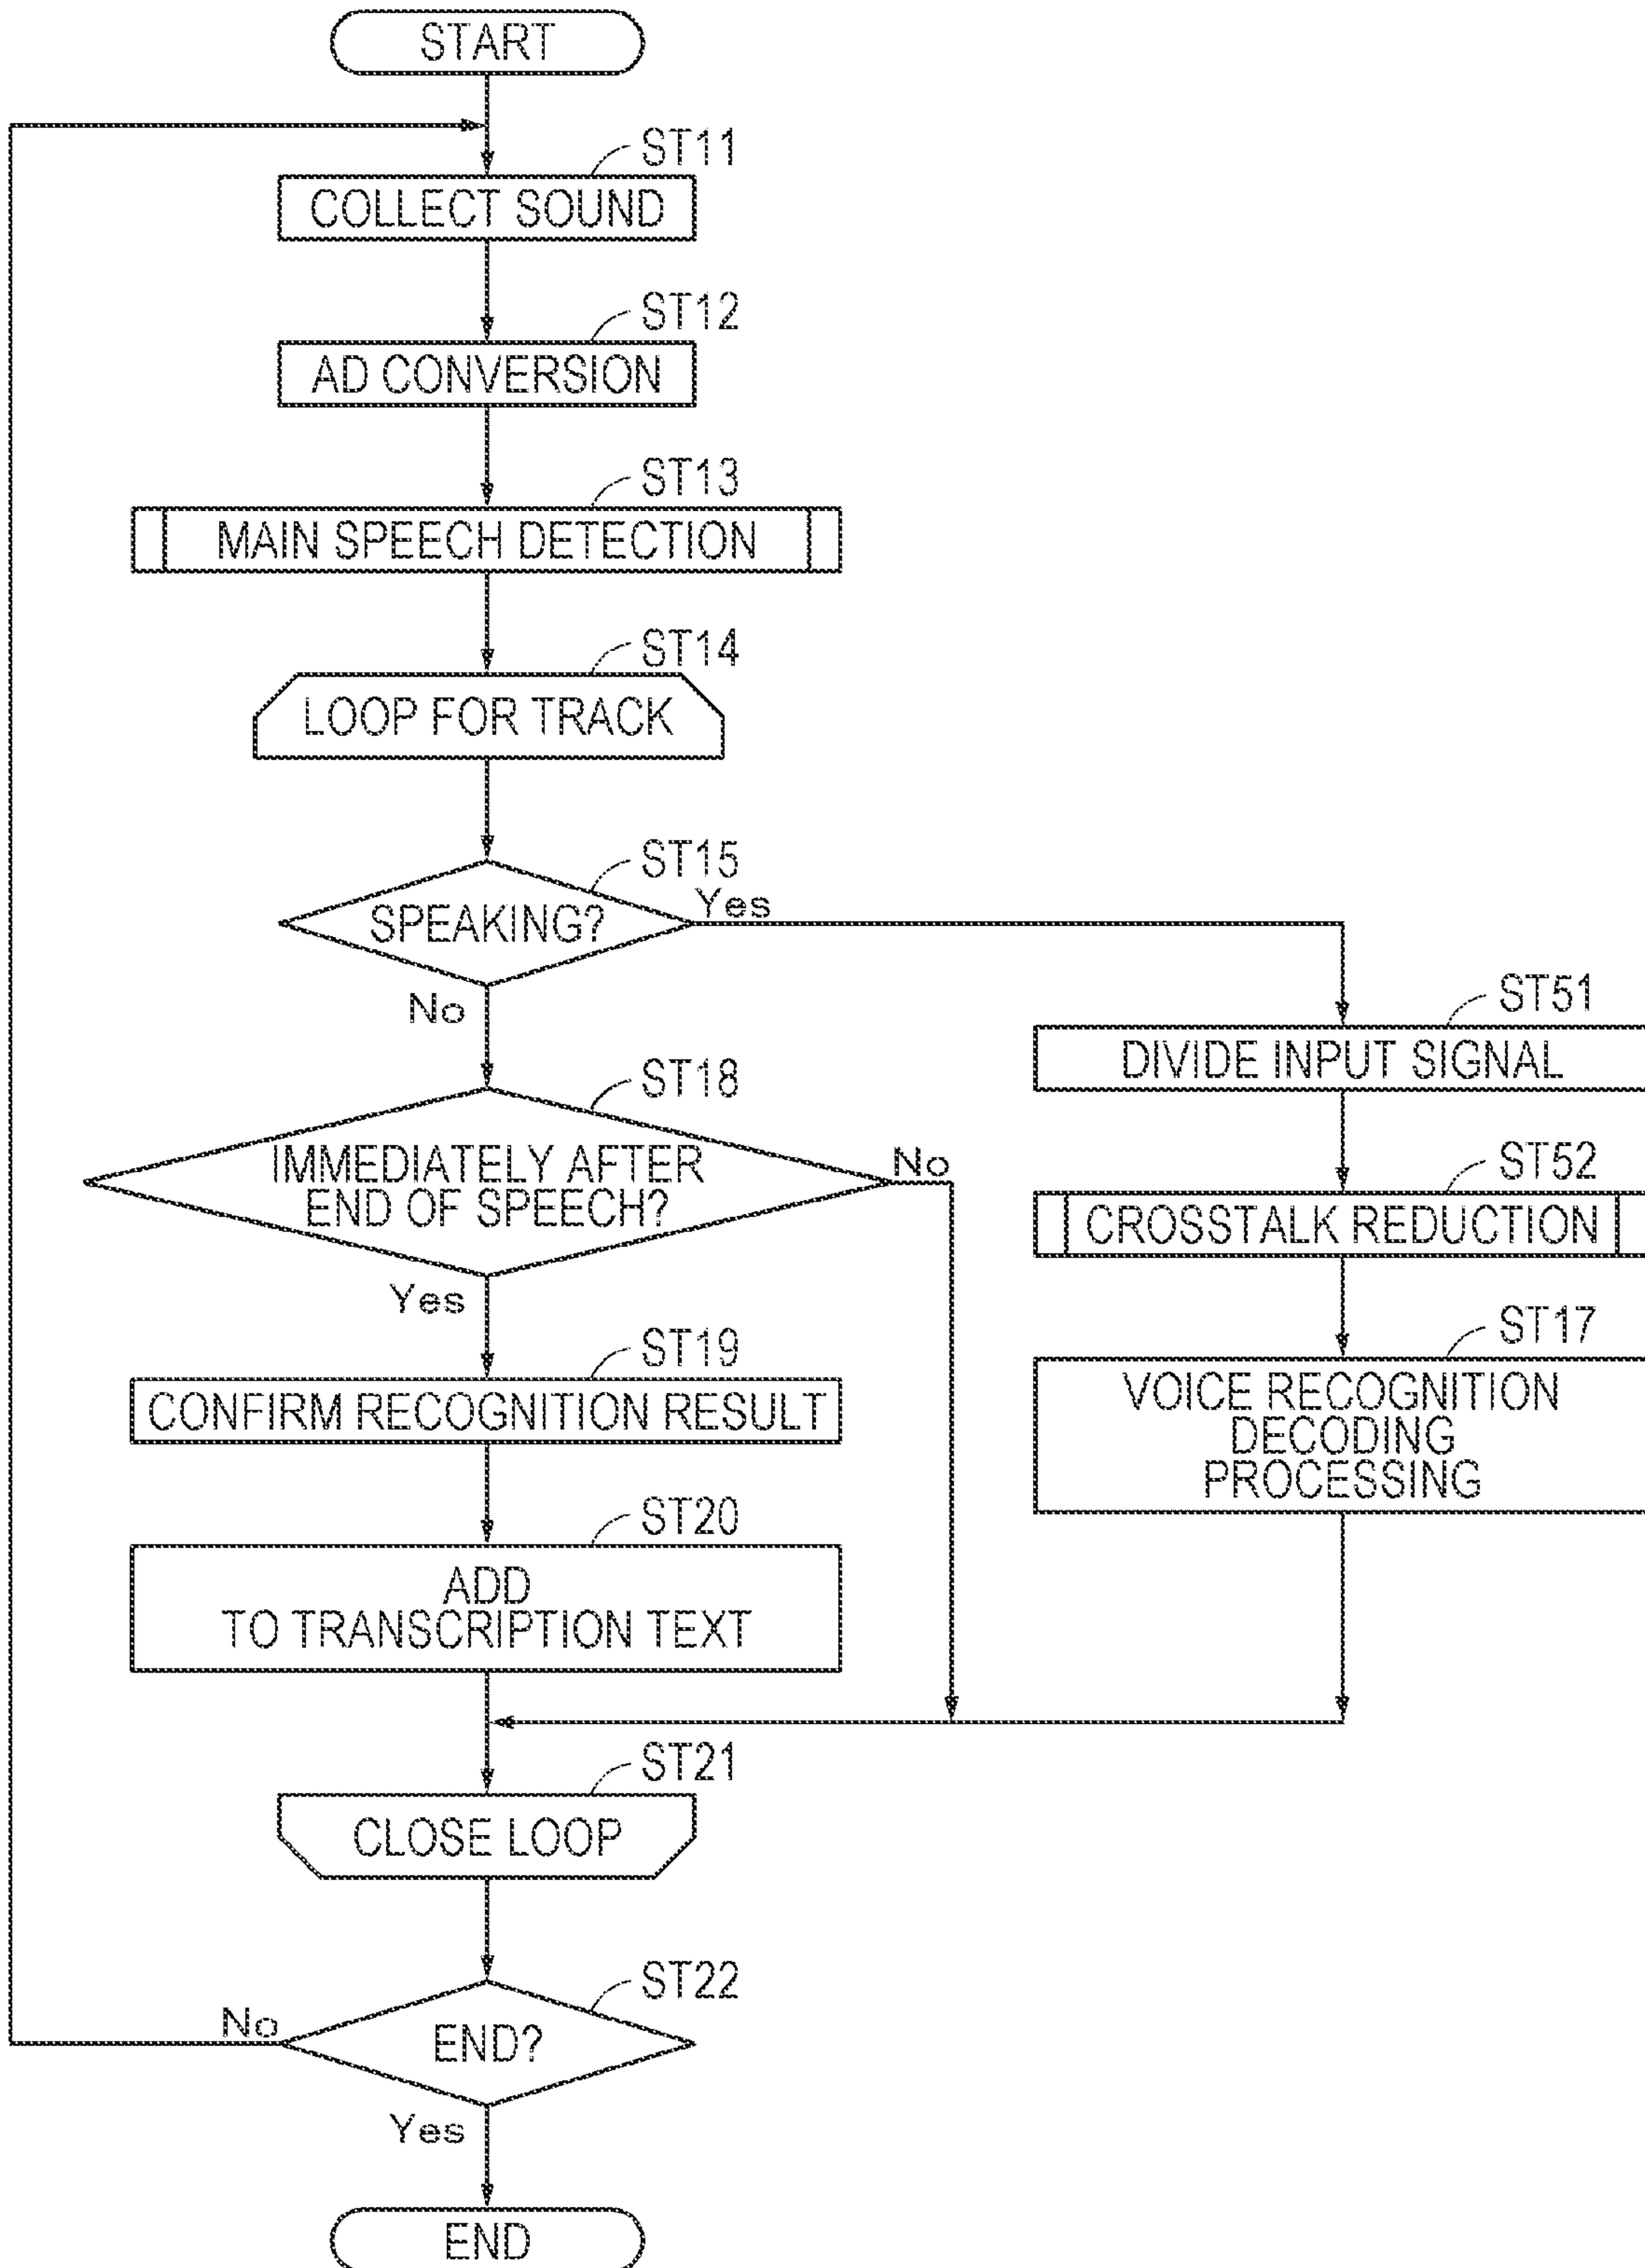 START
ST11
COLLECT SOUND
ST12
AD CONVERSION
ST13
MAIN SPEECH DETECTION
ST14
LOOP FOR TRACK
ST15
SPEAKING?
Yes
No
ST51
DIVIDE INPUT SIGNAL
ST52
CROSSTALK REDUCTION
ST17
VOICE RECOGNITION
DECODING
PROCESSING
ST18
IMMEDIATELY AFTER
END OF SPEECH?
No
Yes
ST19
CONFIRM RECOGNITION RESULT
ST20
ADD
TO TRANSCRIPTION TEXT
ST21
CLOSE LOOP
ST22
END?
No
Yes
END